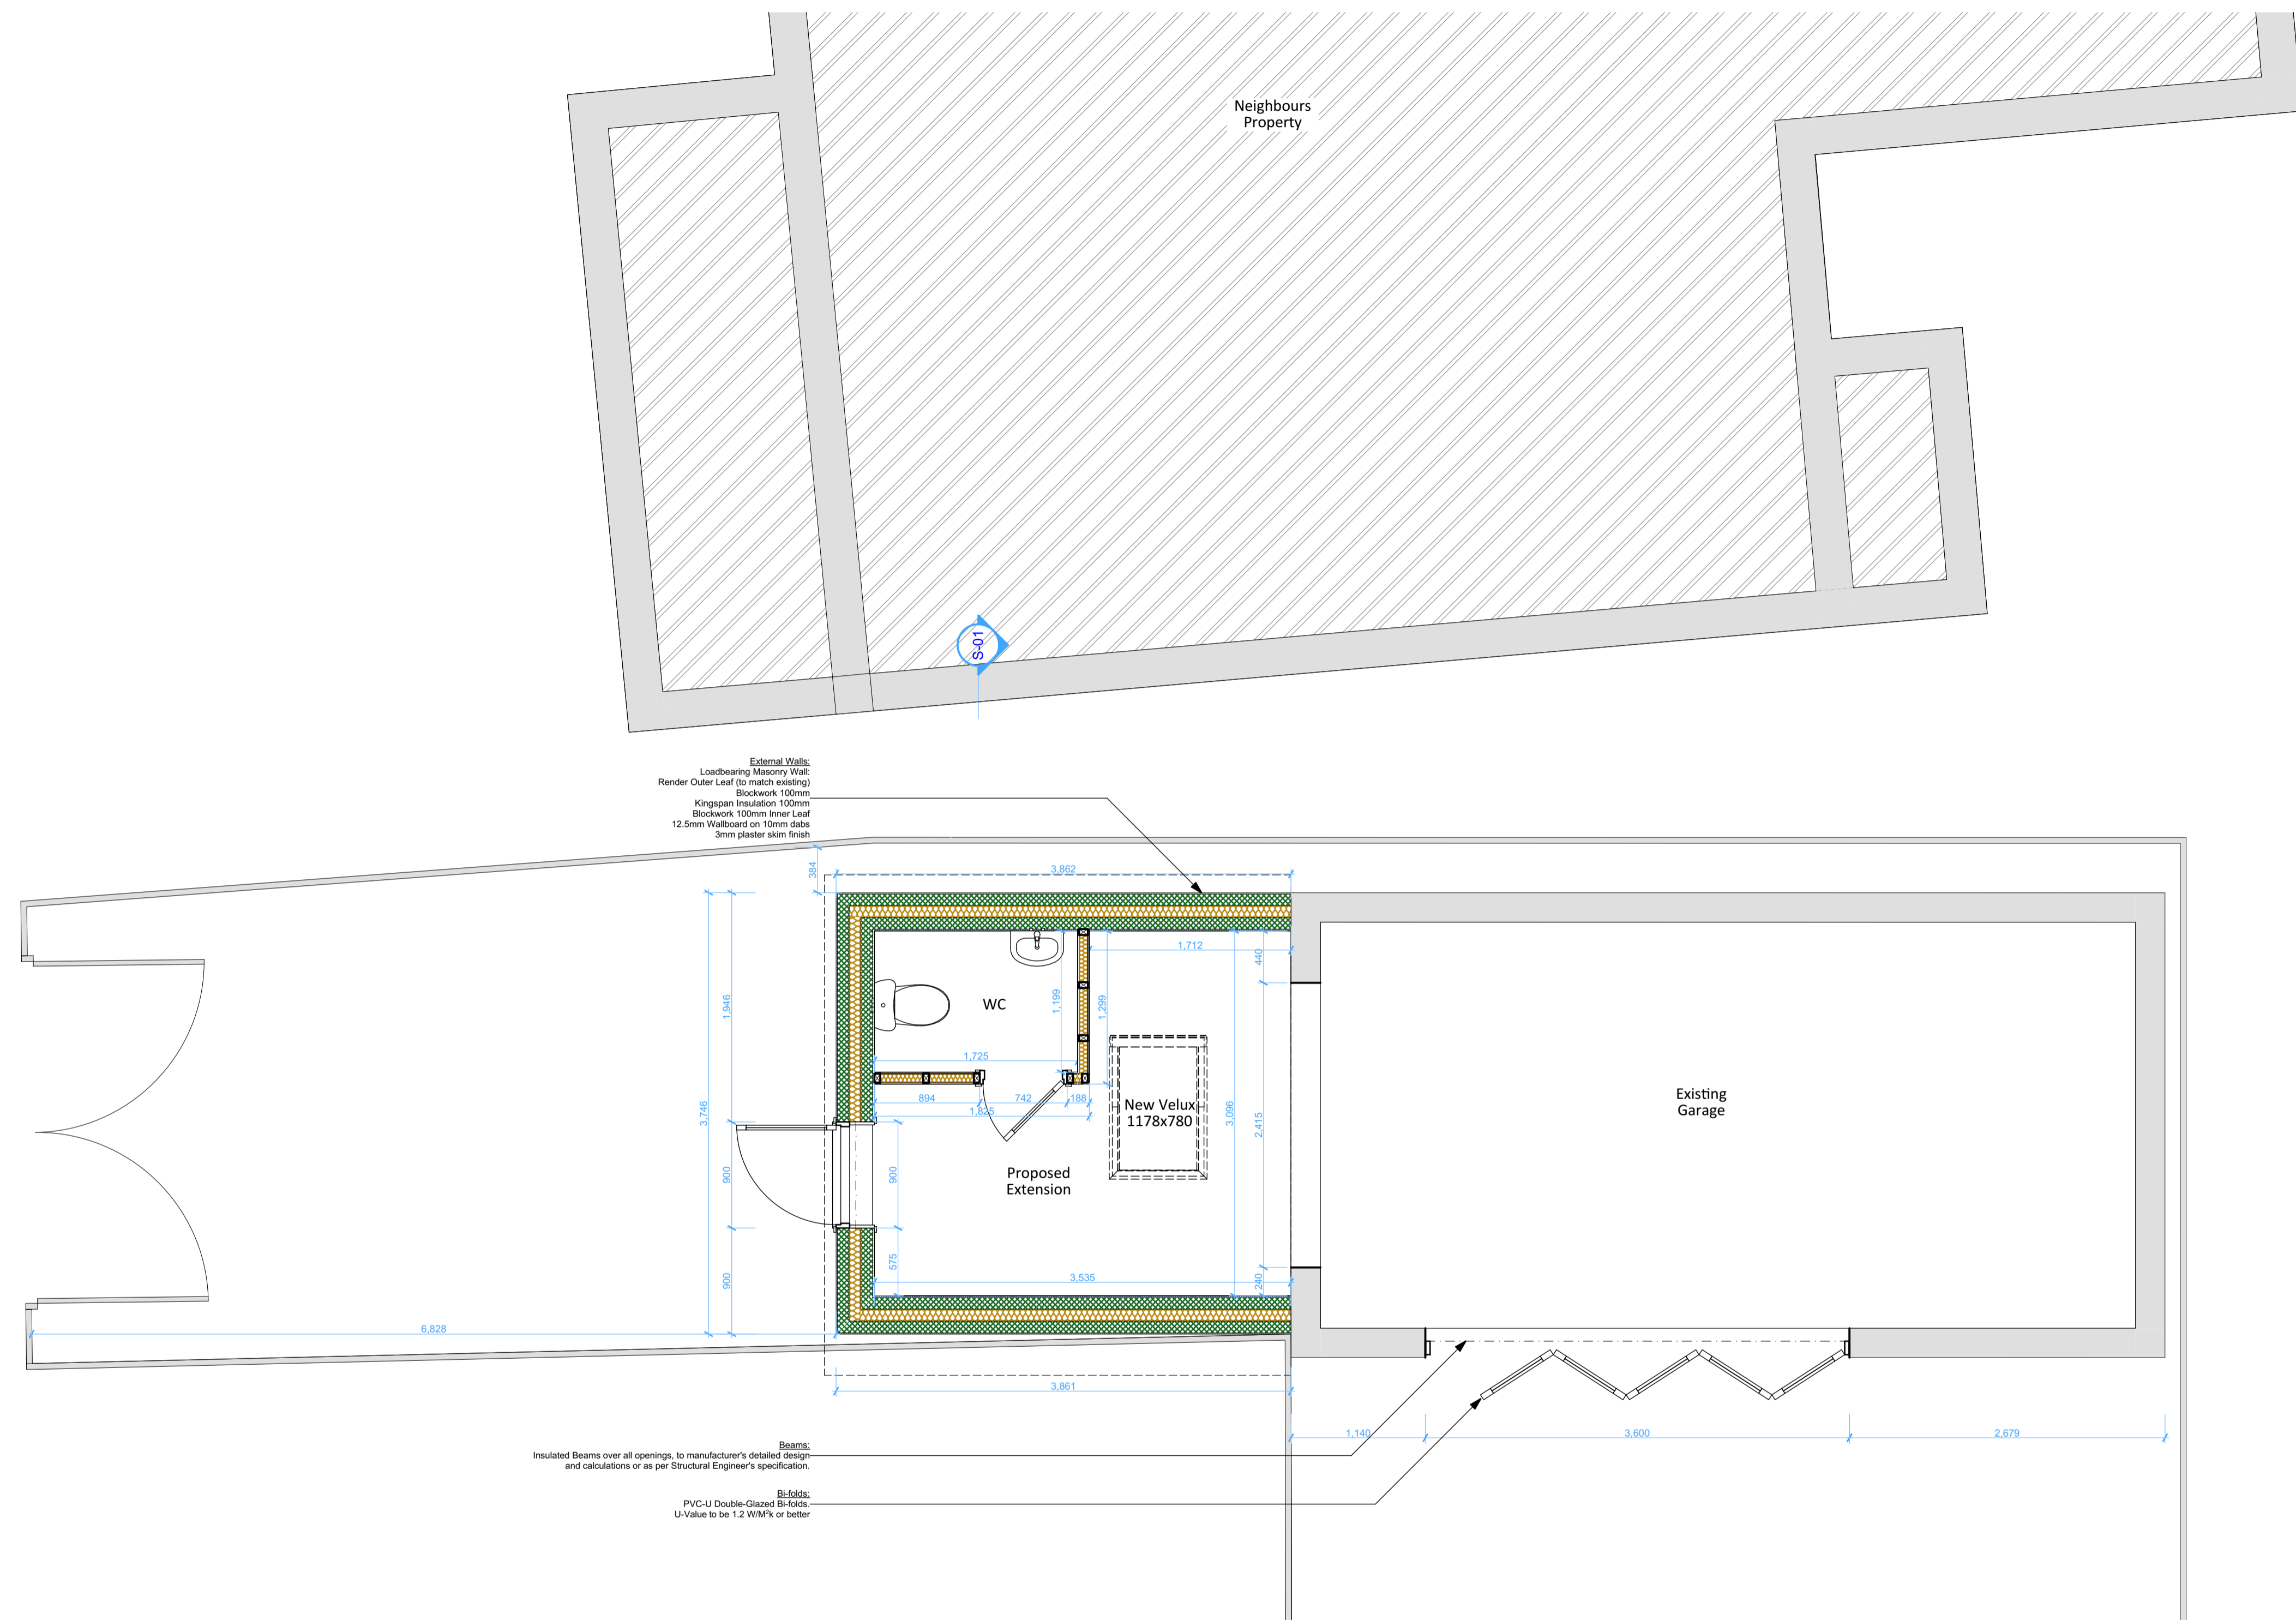 Neighbours
Property
S-01
External Walls:
Loadbearing Masonry Wall:
Render Outer Leaf (to match existing)
Blockwork 100mm
Kingspan Insulation 100mm
Blockwork 100mm Inner Leaf
12.5mm Wallboard on 10mm dabs
3mm plaster skim finish
384
3,862
1,712
440
1,946
WC
1,199
1,299
1,725
894
742
188
1,825
New Velux
1178x780
3,096
2,415
Existing
Garage
3,746
900
900
Proposed
Extension
575
900
3,535
240
6,828
3,861
1,140
3,600
2,679
Beams:
Insulated Beams over all openings, to manufacturer's detailed design
and calculations or as per Structural Engineer's specification.
Bi-folds:
PVC-U Double-Glazed Bi-folds.
U-Value to be 1.2 W/M²k or better